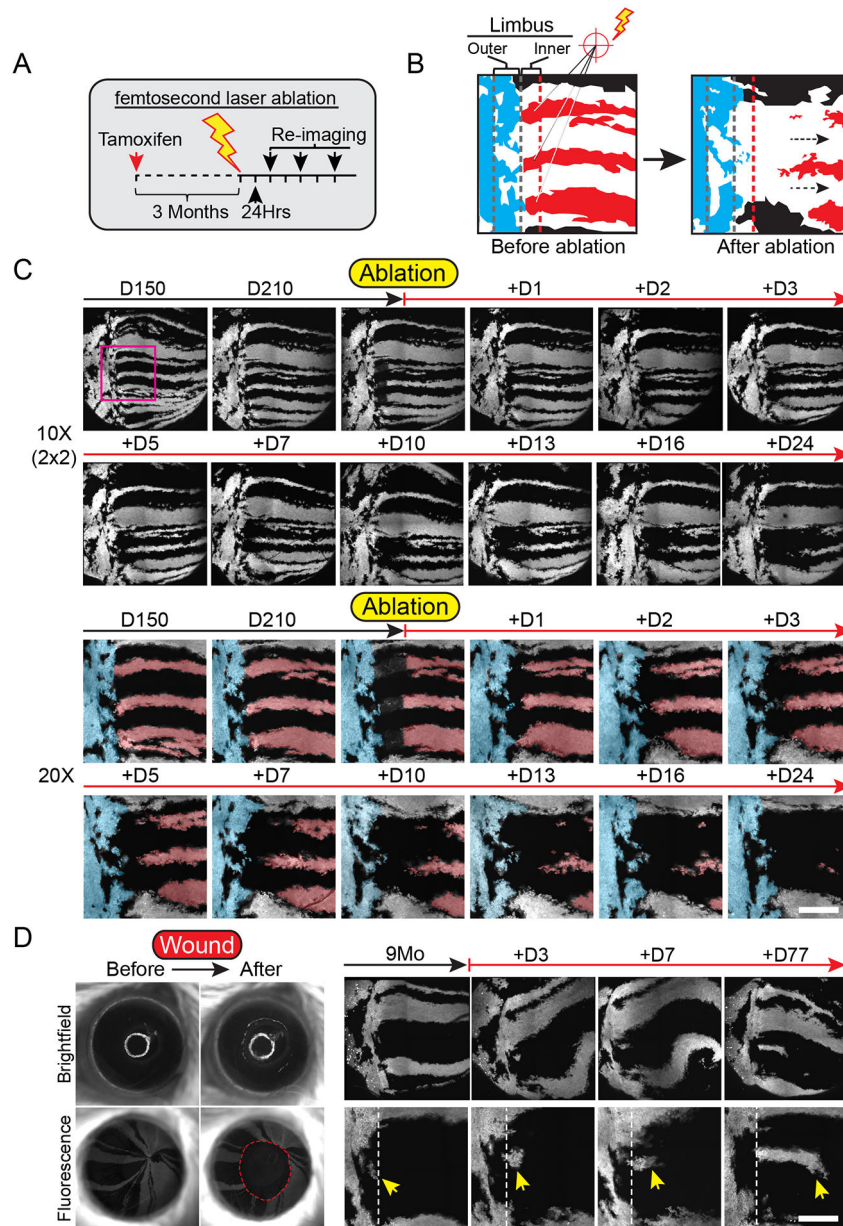 A
femtosecond laser ablation
Tamoxifen
Re-imaging
3 Months
24Hrs
B
Limbus
Outer
Inner
Before ablation
After ablation
C
Ablation
D150
D210
+D1
+D2
+D3
10X
(2x2)
+D5
+D7
+D10
+D13
+D16
+D24
Ablation
D150
D210
+D1
+D2
+D3
20X
+D5
+D7
+D10
+D13
+D16
+D24
D
Wound
Before
After
Brightfield
Fluorescence
9Mo
+D3
+D7
+D77